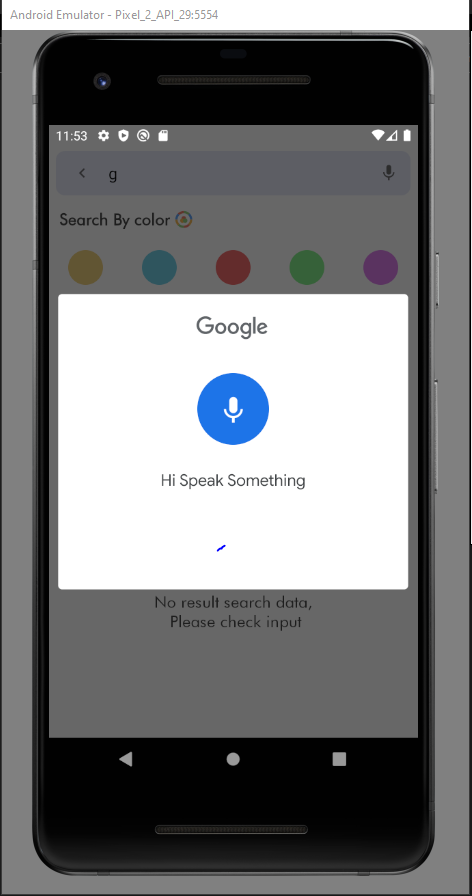 Android Emulator - Pixel_2_API_29:5554
11:53
g
Search By color
Google
Hi Speak Something
No result search data,
Please check input